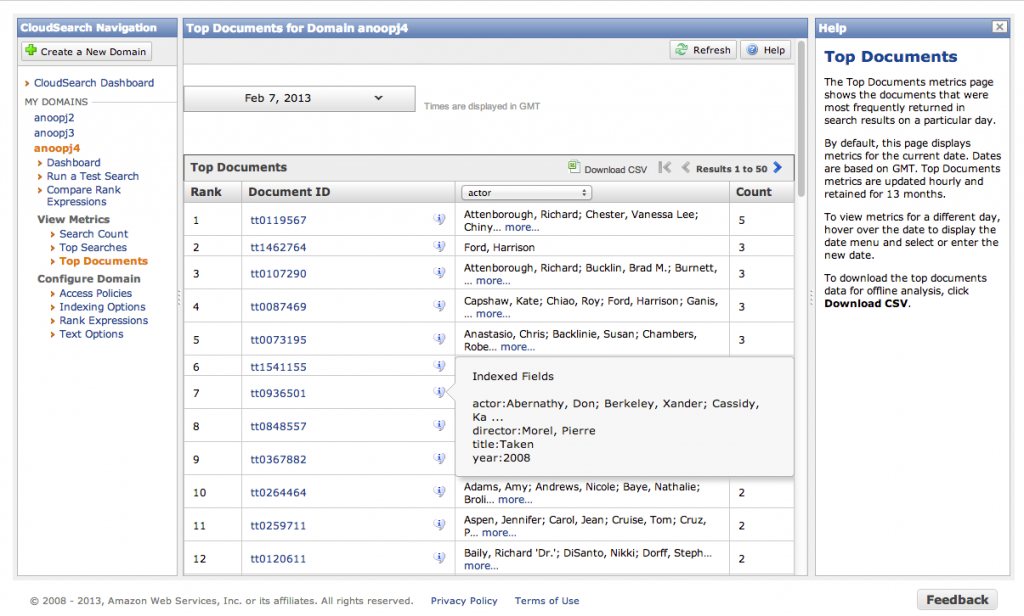 CloudSearch Navigation
Create a New Domain
CloudSearch Dashboard
MY DOMAINS
anoopj2
anoopj3
anoopj4
Dashboard
Run a Test Search
Compare Rank
Expressions
View Metrics
Search Count
Top Searches
Top Documents
Configure Domain
Access Policies
Indexing Options
Rank Expressions
Text Options
Top Documents for Domain anoopj4
Refresh
Help
Feb 7, 2013
Times are displayed in GMT
Top Documents
Download CSV
Results 1 to 50
Rank Document ID actor Count
1 tt0119567 Attenborough, Richard; Chester, Vanessa Lee; 5
Chiny... more...
2 tt1462764 Ford, Harrison 3
3 tt0107290 Attenborough, Richard; Bucklin, Brad M.; Burnett, 3
... more...
4 tt0087469 Capshaw, Kate; Chiao, Roy; Ford, Harrison; Ganis, 3
... more...
5 tt0073195 Anastasio, Chris; Backlinie, Susan; Chambers, 3
Robe... more...
6 tt1541155
7 tt0936501
8 tt0848557
9 tt0367882
Indexed Fields
actor:Abernathy, Don; Berkeley, Xander; Cassidy,
Ka ...
director:Morel, Pierre
title:Taken
year:2008
10 tt0264464 Adams, Amy; Andrews, Nicole; Baye, Nathalie; 2
Broli... more...
11 tt0259711 Aspen, Jennifer; Carol, Jean; Cruise, Tom; Cruz, 2
P... more...
12 tt0120611 Baily, Richard 'Dr.'; DiSanto, Nikki; Dorff, Steph... 2
more...
Help
Top Documents
The Top Documents metrics page
shows the documents that were
most frequently returned in
search results on a particular day.
By default, this page displays
metrics for the current date. Dates
are based on GMT. Top Documents
metrics are updated hourly and
retained for 13 months.
To view metrics for a different day,
hover over the date to display the
date menu and select or enter the
new date.
To download the top documents
data for offline analysis, click
Download CSV.
© 2008 - 2013, Amazon Web Services, Inc. or its affiliates. All rights reserved. Privacy Policy Terms of Use
Feedback